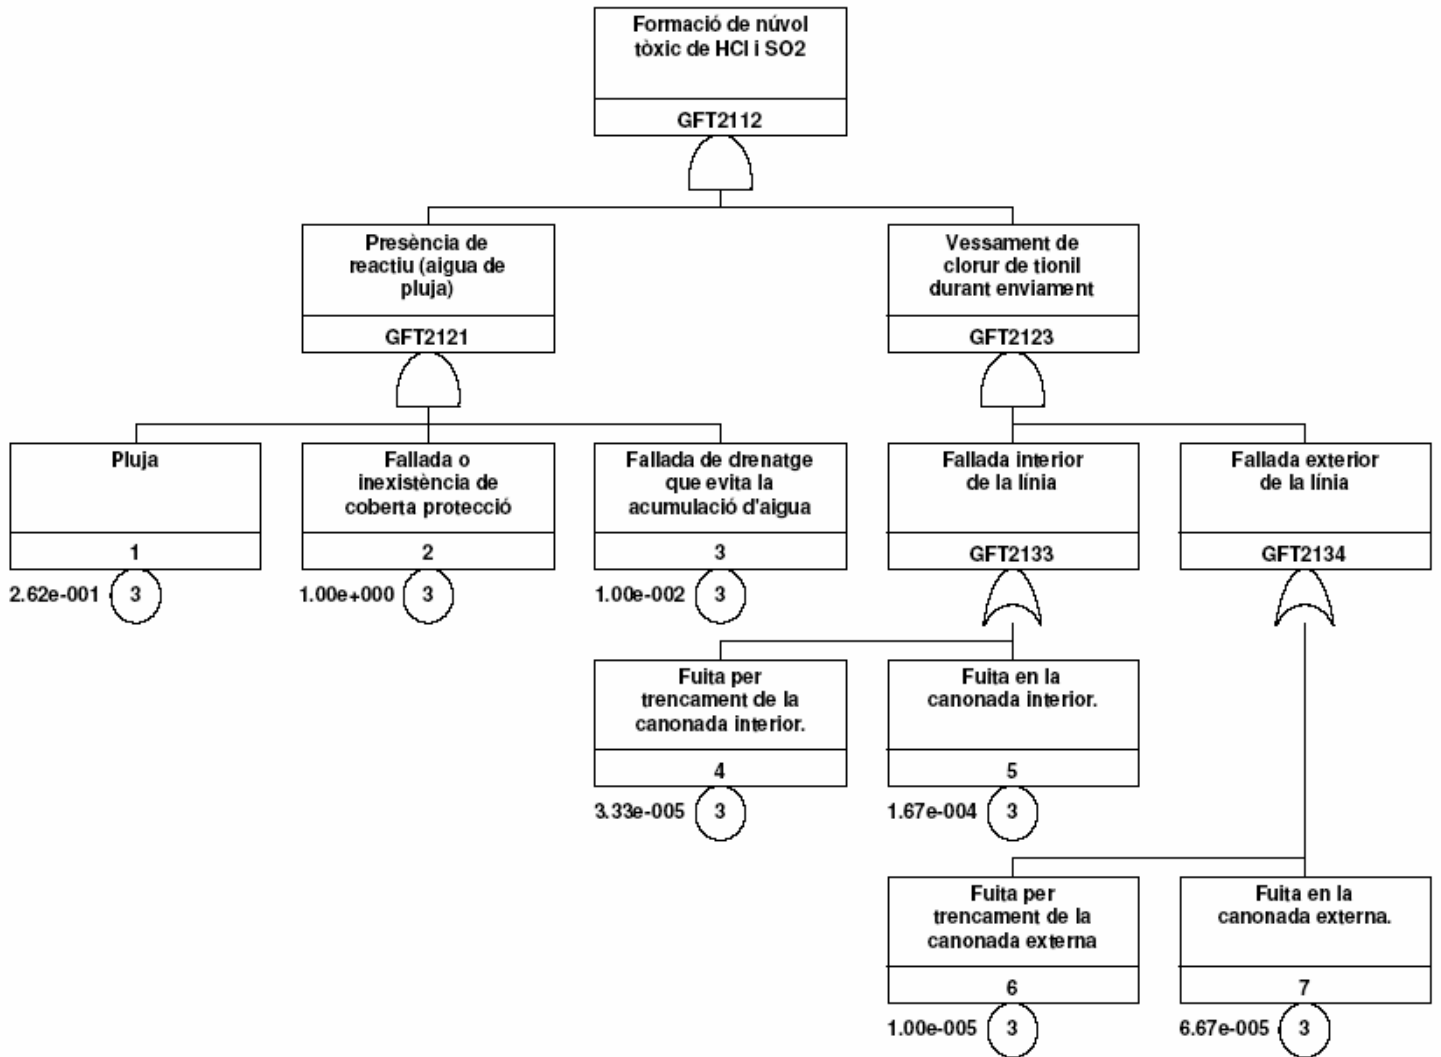 Formació de núvol
tòxic de HCl i SO2
GFT2112
Presència de
reactiu (aigua de
pluja)
GFT2121
Vessament de
clorur de tionil
durant enviament
GFT2123
Pluja
1
2.62e-001
3
Fallada o
inexistència de
coberta protecció
2
1.00e+000
3
Fallada de drenatge
que evita la
acumulació d'aigua
3
1.00e-002
3
Fallada interior
de la línia
GFT2133
Fallada exterior
de la línia
GFT2134
Fuita per
trencament de la
canonada interior.
4
3.33e-005
3
Fuita en la
canonada interior.
5
1.67e-004
3
Fuita per
trencament de la
canonada externa
6
1.00e-005
3
Fuita en la
canonada externa.
7
6.67e-005
3